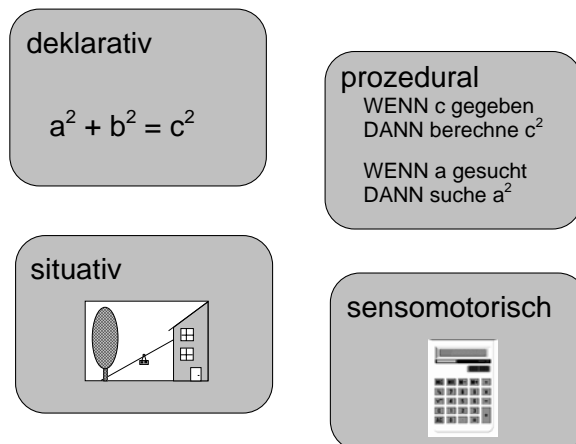 deklarativ
a² + b² = c²
prozedural
WENN c gegeben
DANN berechne c²
WENN a gesucht
DANN suche a²
situativ
sensomotorisch